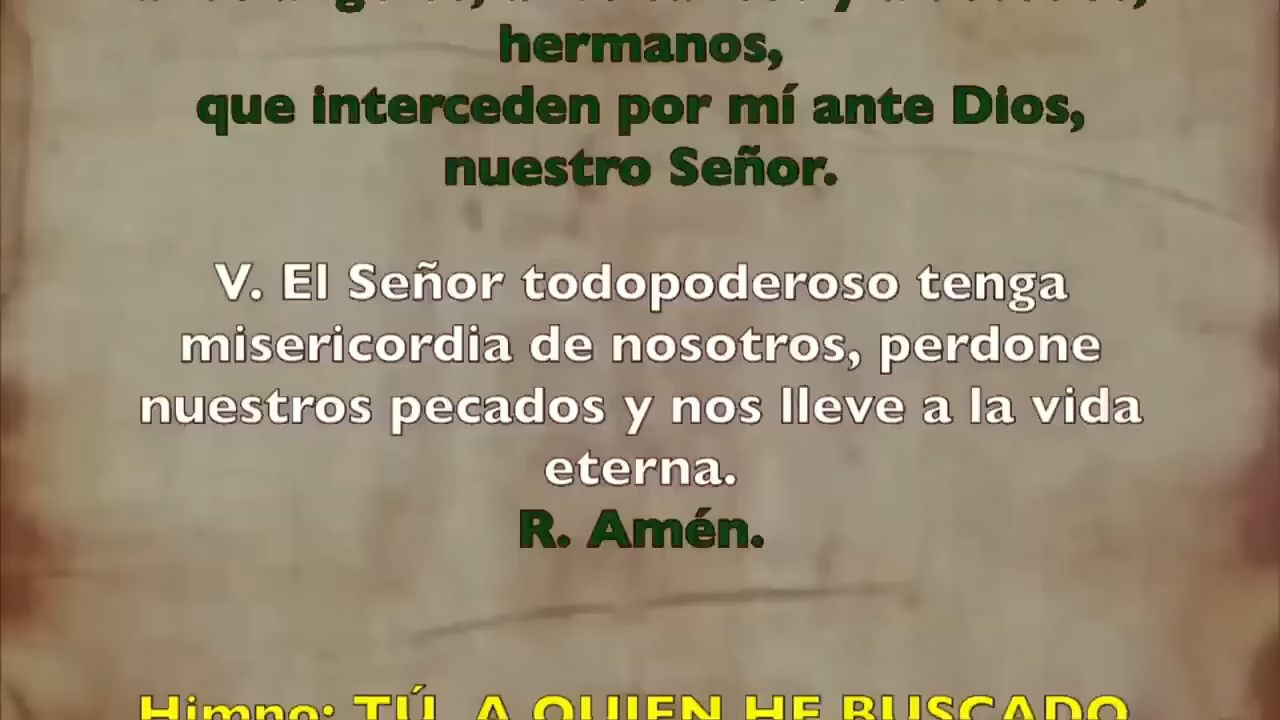 hermanos,
que interceden por mí ante Dios,
nuestro Señor.
V. El Señor todopoderoso tenga
misericordia de nosotros, perdone
nuestros pecados y nos lleve a la vida
eterna.
R. Amén.
Himno: TÚ, A QUIEN HE BUSCADO,